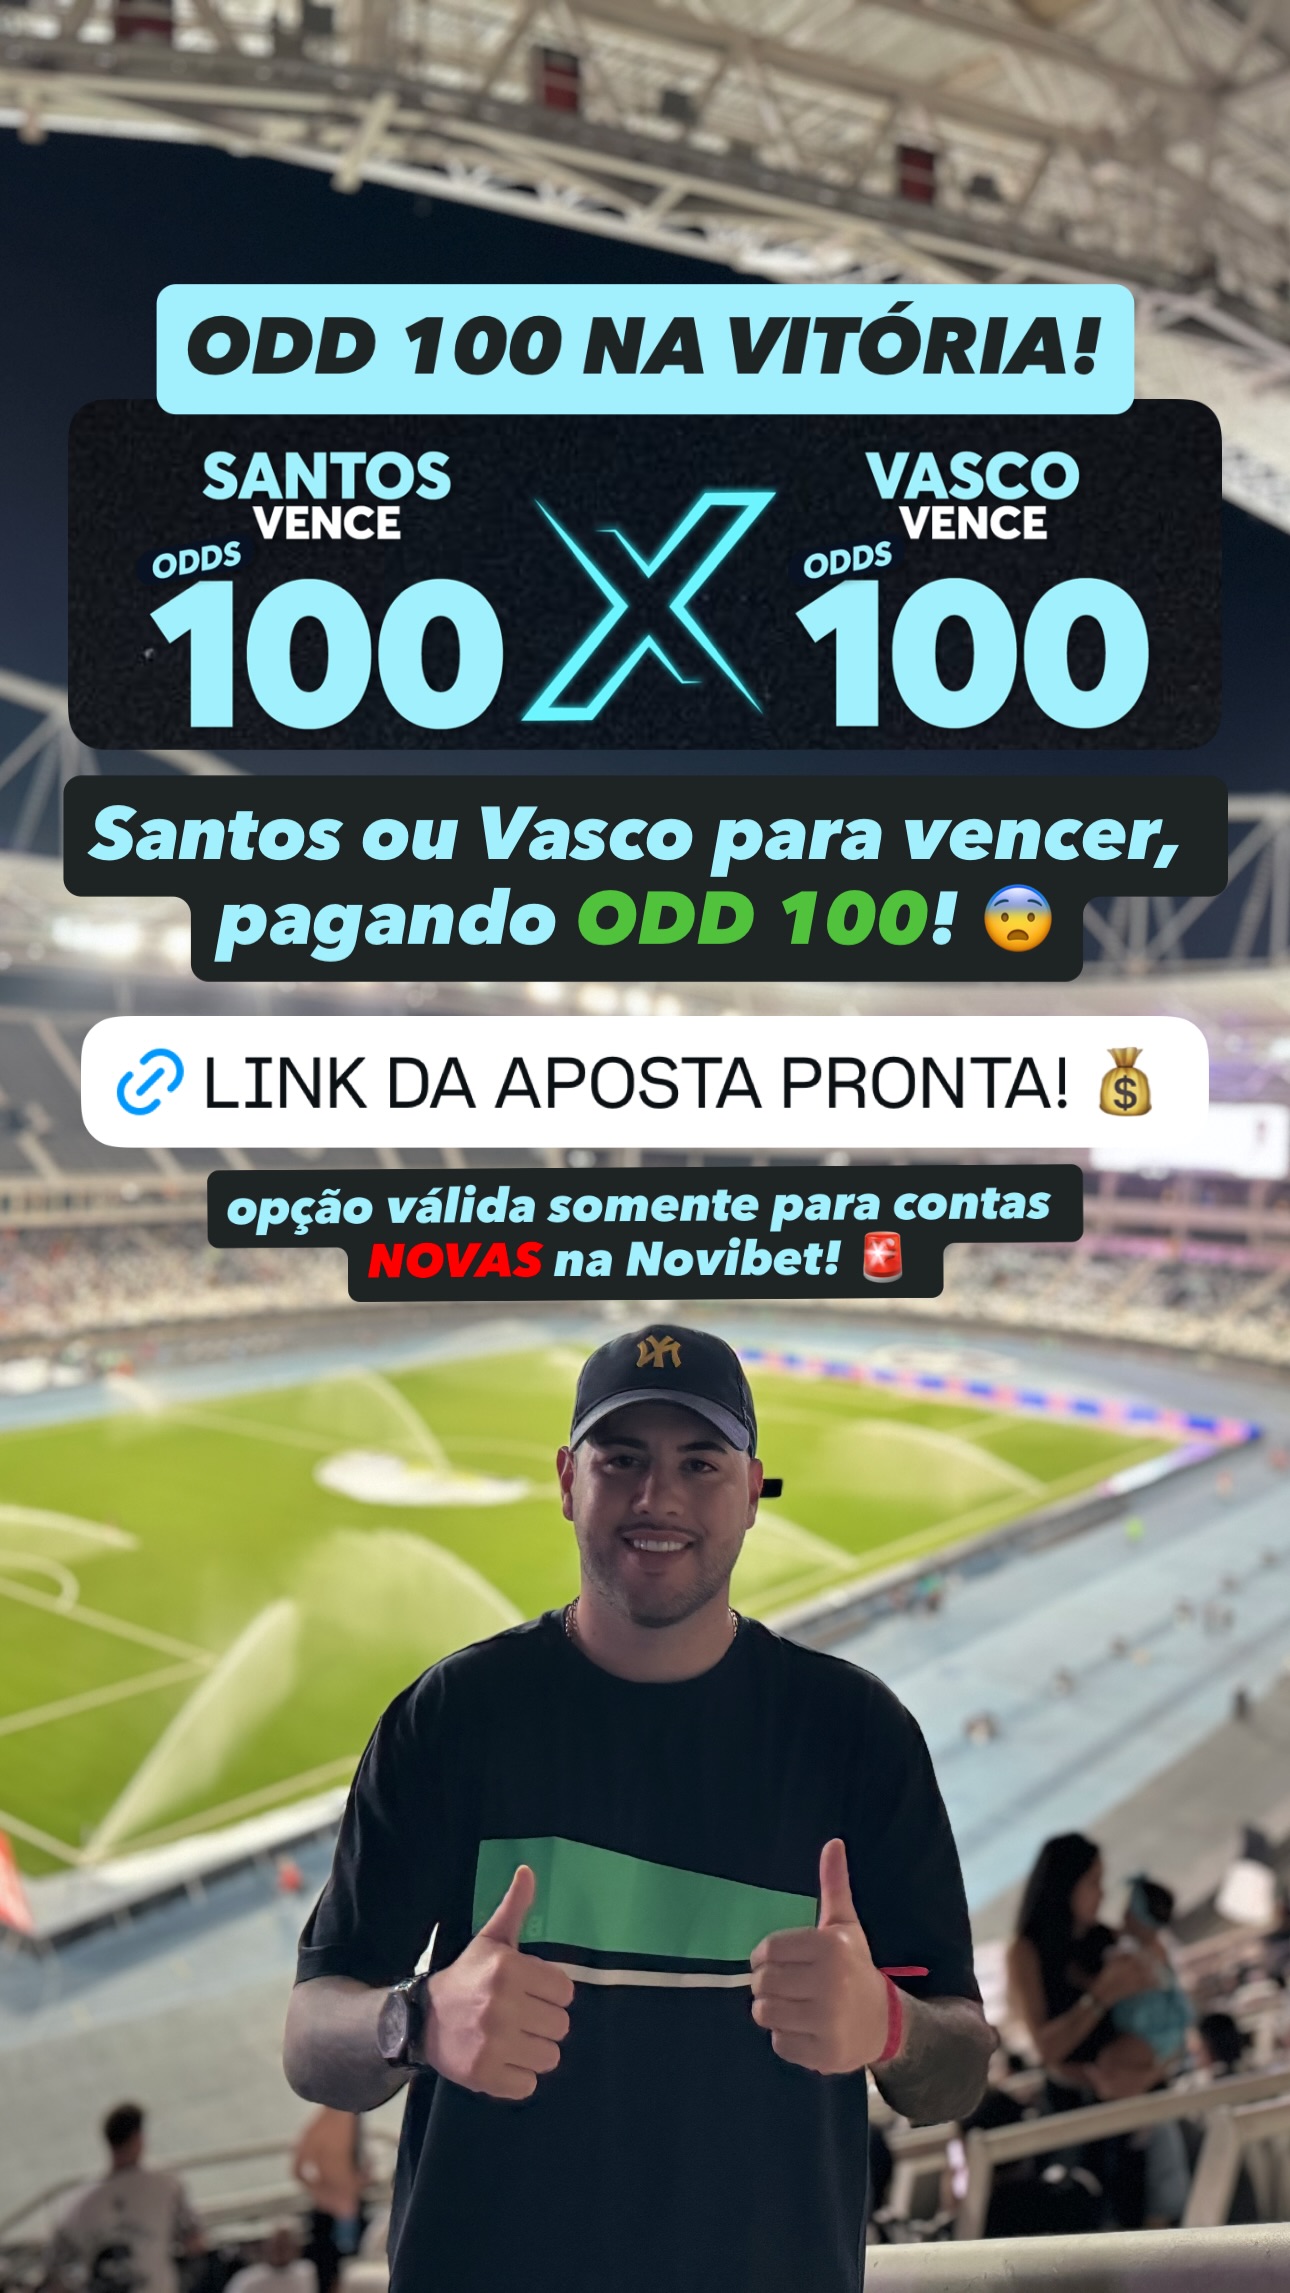 ODD 100 NA VITÓRIA!
SANTOS
VENCE
ODDS
100
X
VASCO
VENCE
ODDS
100
Santos ou Vasco para vencer,
pagando ODD 100! 😨
LINK DA APOSTA PRONTA! 💰
opção válida somente para contas
NOVAS na Novibet! 🚨